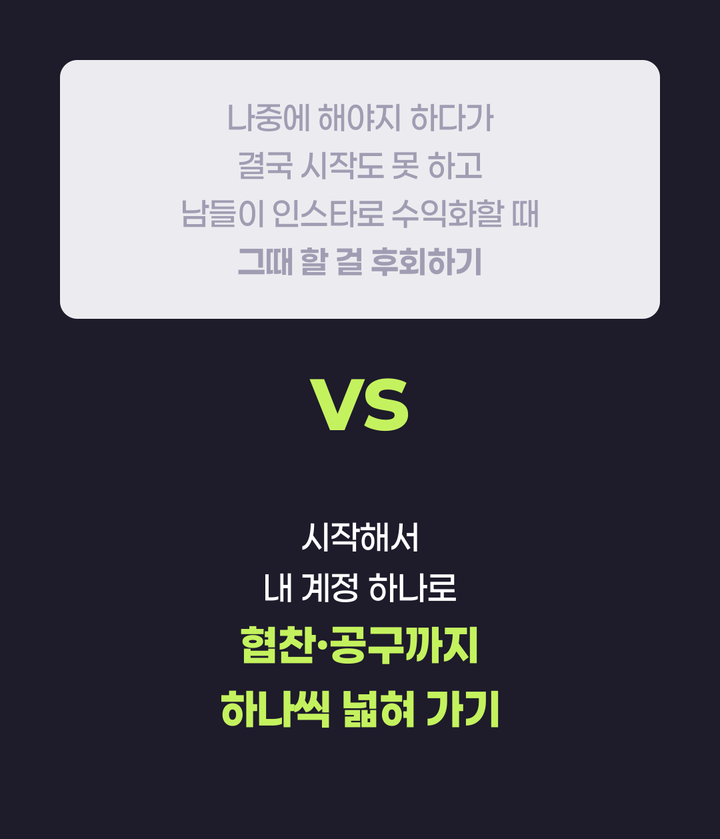 나중에 해야지 하다가
결국 시작도 못 하고
남들이 인스타로 수익화할 때
그때 할 걸 후회하기
VS
시작해서
내 계정 하나로
협찬·공구까지
하나씩 넓혀 가기